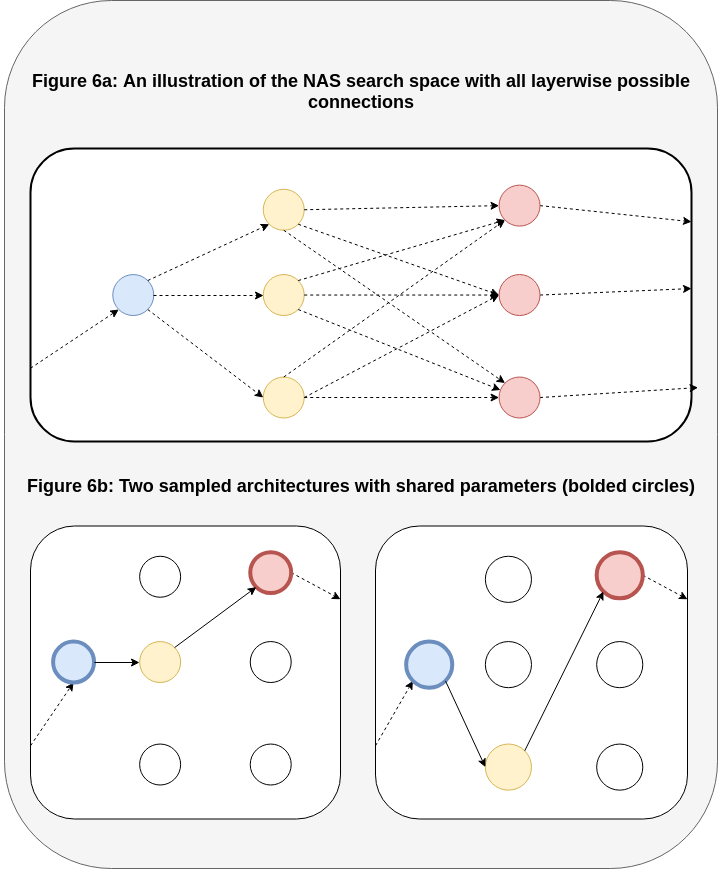 Figure 6a: An illustration of the NAS search space with all layerwise possible
connections
Figure 6b: Two sampled architectures with shared parameters (bolded circles)